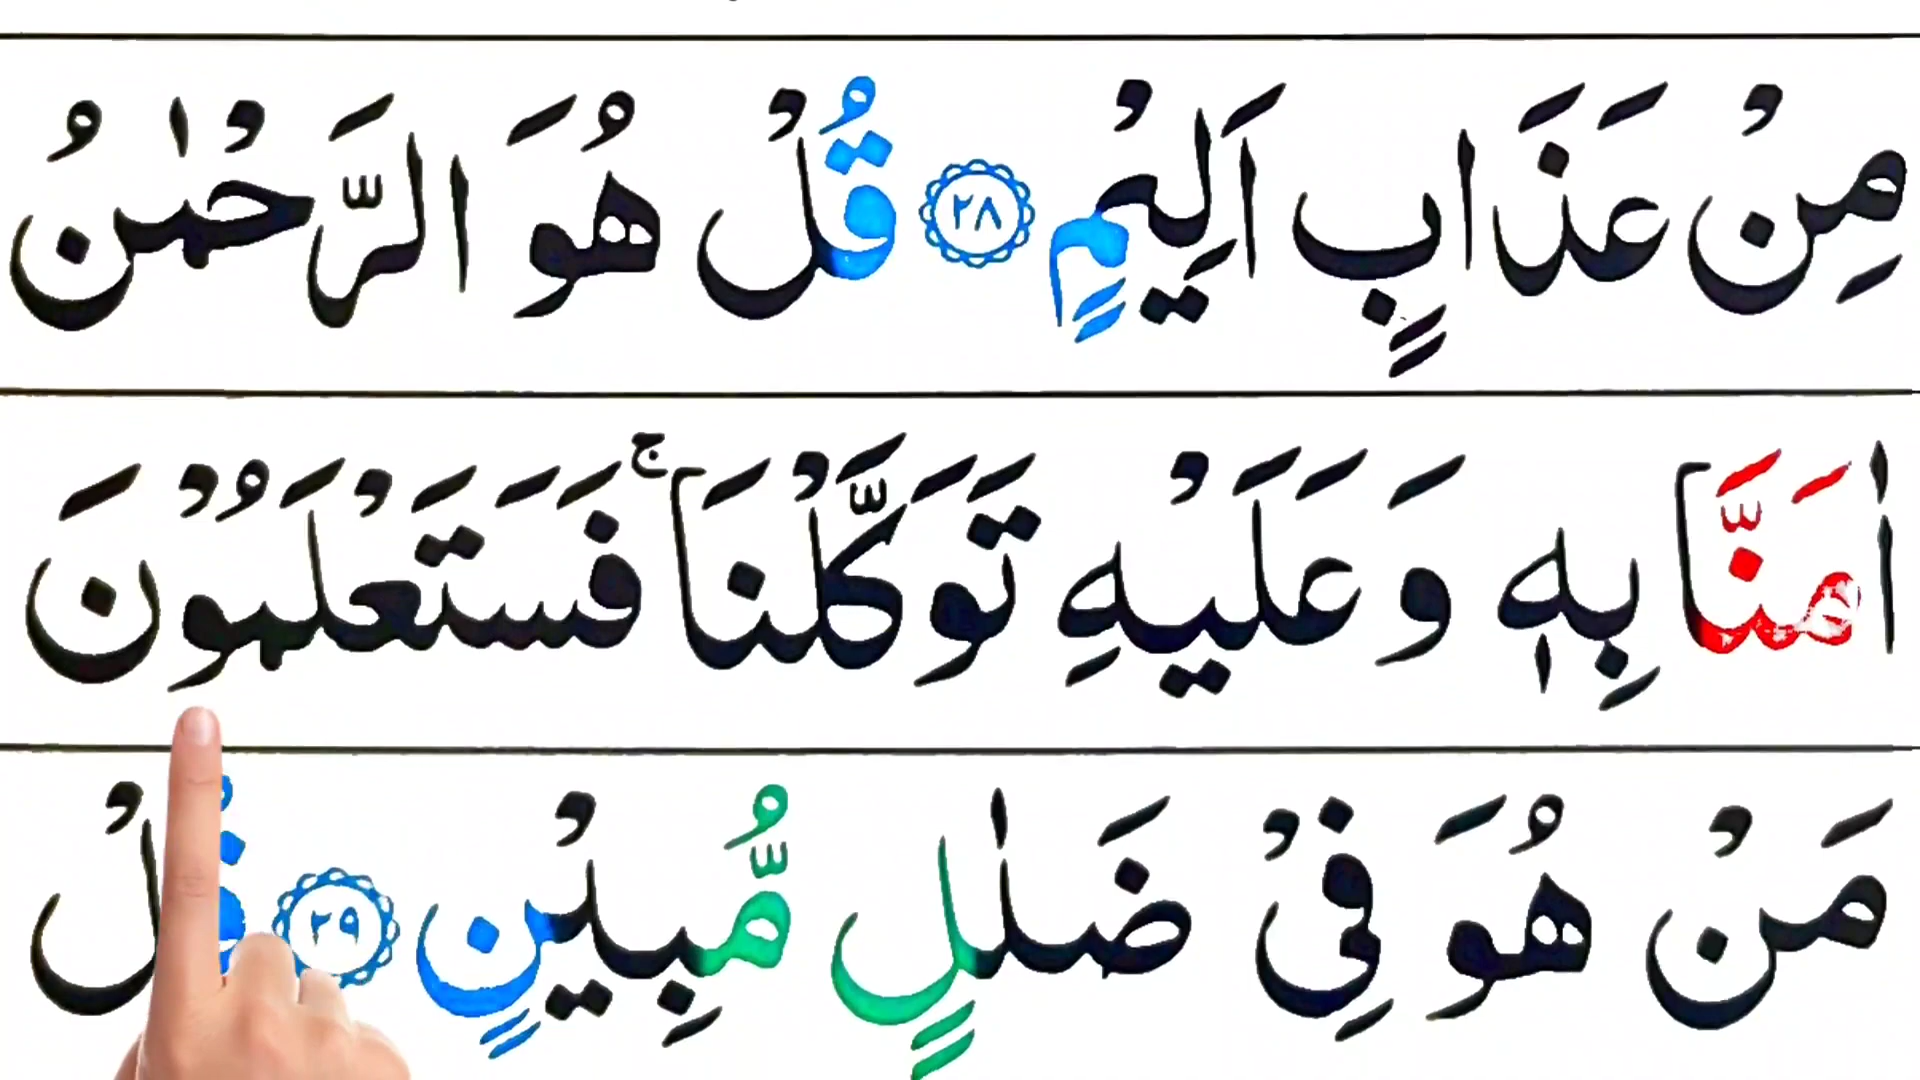 مِنْ عَذَابٍ اَلِيْمٍ ۝٢٨ قُلْ هُوَ الرَّحْمٰنُ
اٰمَنَّا بِهٖ وَعَلَيْهِ تَوَكَّلْنَا ۚ فَسَتَعْلَمُوْنَ
مَنْ هُوَ فِیْ ضَلٰلٍ مُّبِيْنٍ ۝٢٩ قُلْ